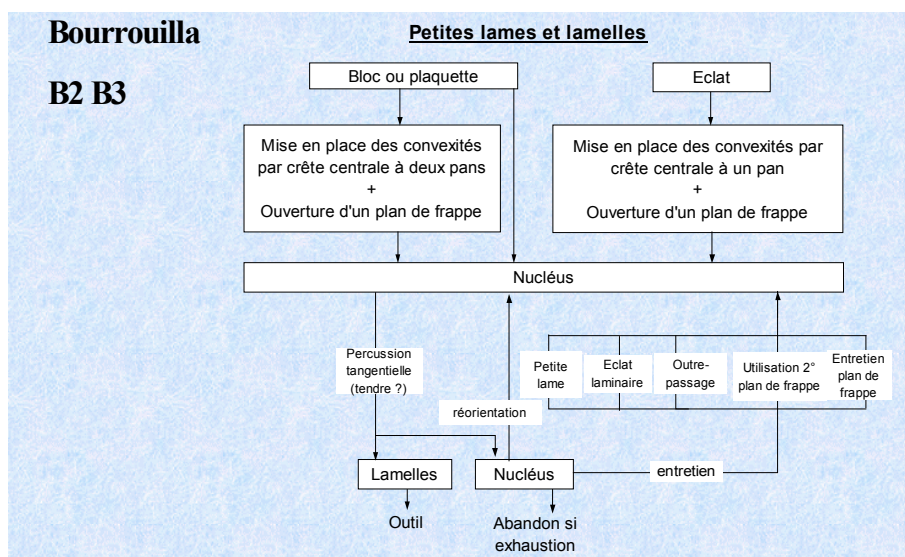 Bourrouilla
B2 B3
Petites lames et lamelles
Bloc ou plaquette
Eclat
Mise en place des convexités
par crête centrale à deux pans
+
Ouverture d'un plan de frappe
Mise en place des convexités par
crête centrale à un pan
+
Ouverture d'un plan de frappe
Nucléus
Percussion
tangentielle
(tendre ?)
réorientation
Petite
lame
Eclat
laminaire
Outre-
passage
Utilisation 2°
plan de frappe
Entretien
plan de
frappe
Lamelles
Nucléus
entretien
Outil
Abandon si
exhaustion